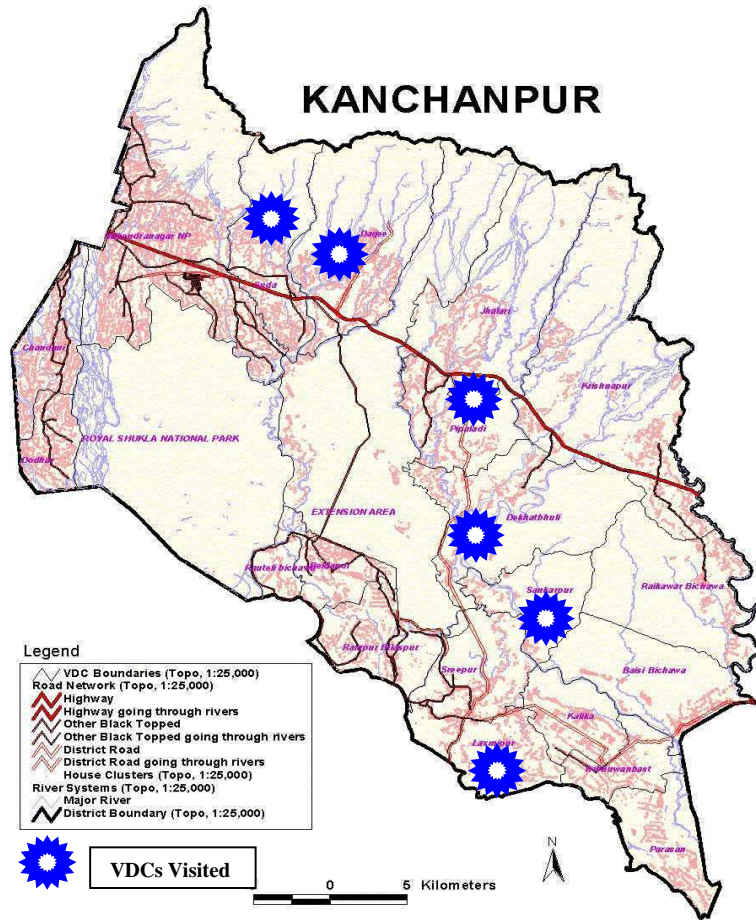 KANCHANPUR
Mahendranagar NP
Daijee
Suda
Jhalari
Chandani
Krishnapur
Pipaladi
ROYAL SHUKLA NATIONAL PARK
Dodhar
EXTENSION AREA
Dekhatbhuli
Rauteli bichawa
Beldandi
Sankarpur
Raikawar Bichawa
Rampur Bilaspur
Sreepur
Baisi Bichawa
Kalika
Laxmipur
Parasan
Legend
VDC Boundaries (Topo, 1:25,000)
Road Network (Topo, 1:25,000)
Highway
Highway going through rivers
Other Black Topped
Other Black Topped going through rivers
District Road
District Road going through rivers
House Clusters (Topo, 1:25,000)
River Systems (Topo, 1:25,000)
Major River
District Boundary (Topo, 1:25,000)
VDCs Visited
N
5 0 5 Kilometers